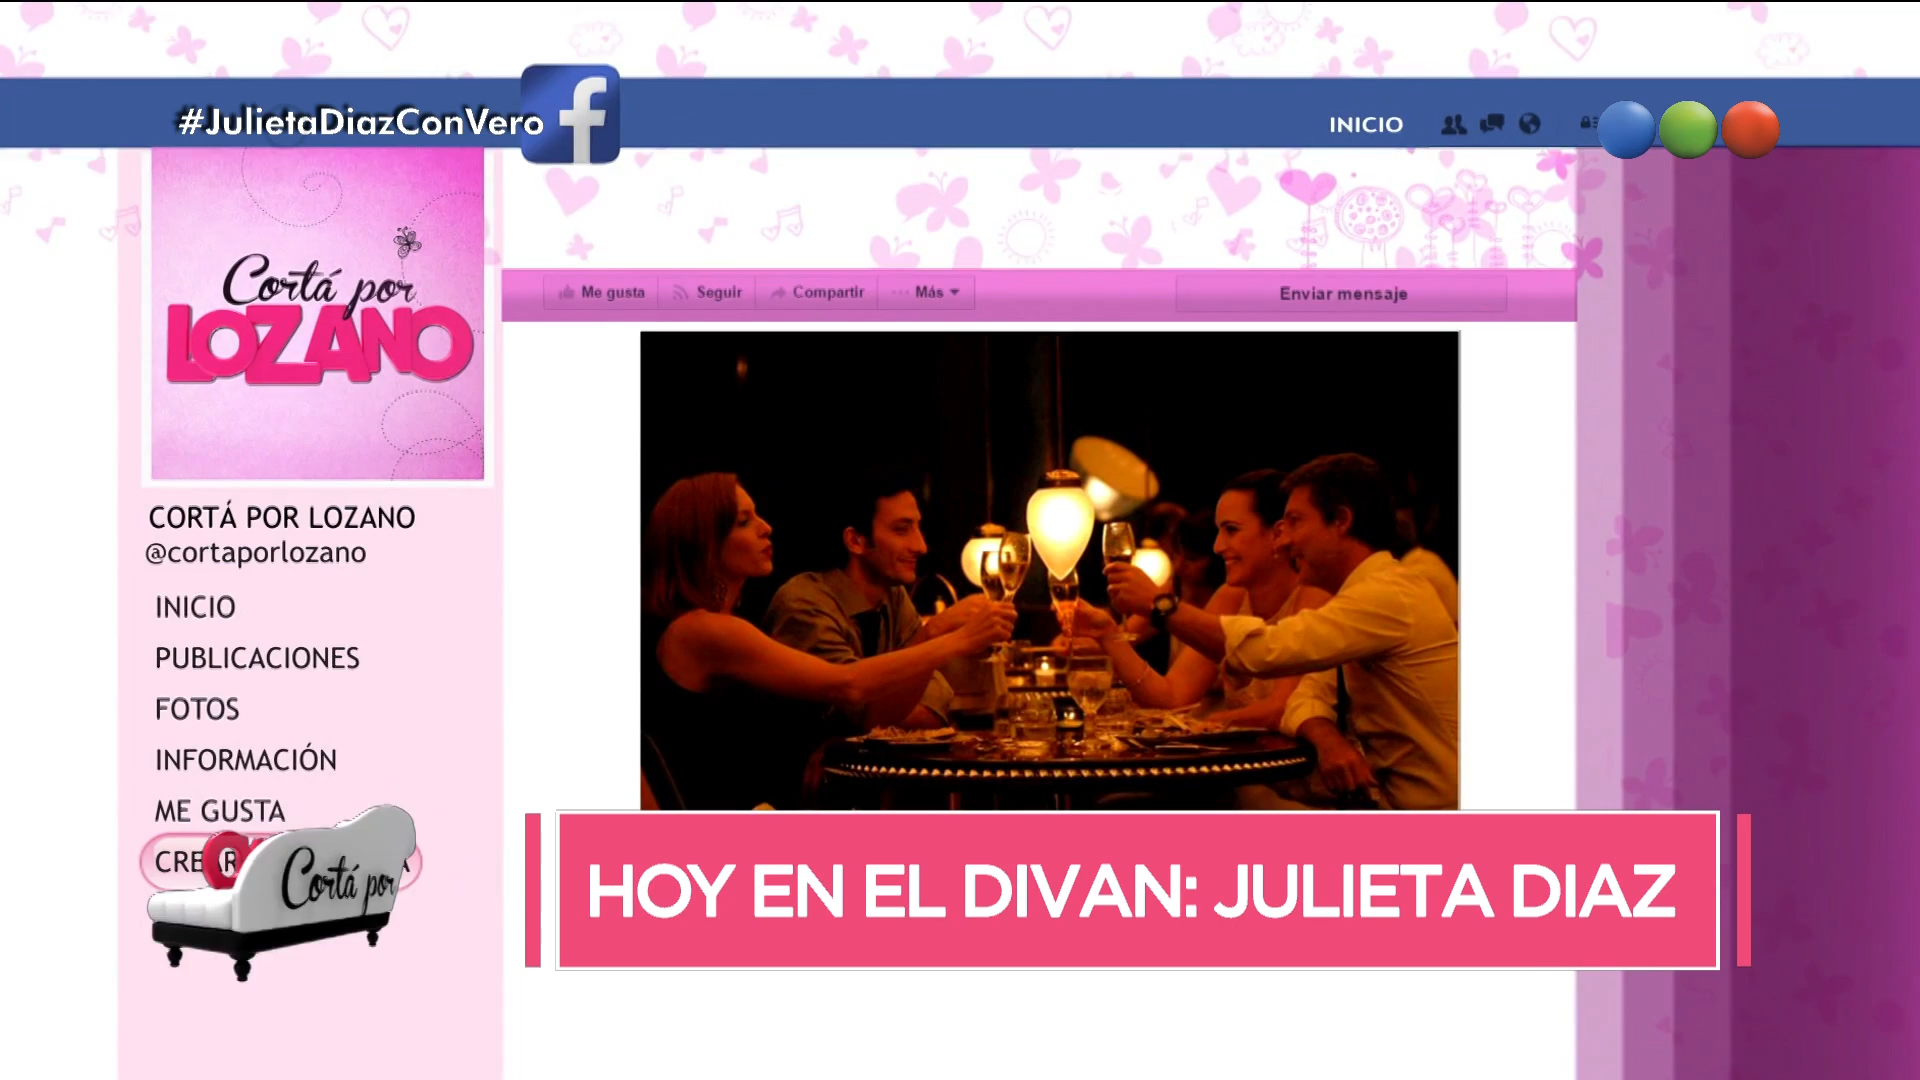 #JulietaDiazConVero
INICIO
Cortá por
LOZANO
Me gusta
Seguir
Compartir
Más
Enviar mensaje
CORTÁ POR LOZANO
@cortaporlozano
INICIO
PUBLICACIONES
FOTOS
INFORMACIÓN
ME GUSTA
CREAR
Cortá por
HOY EN EL DIVAN: JULIETA DIAZ